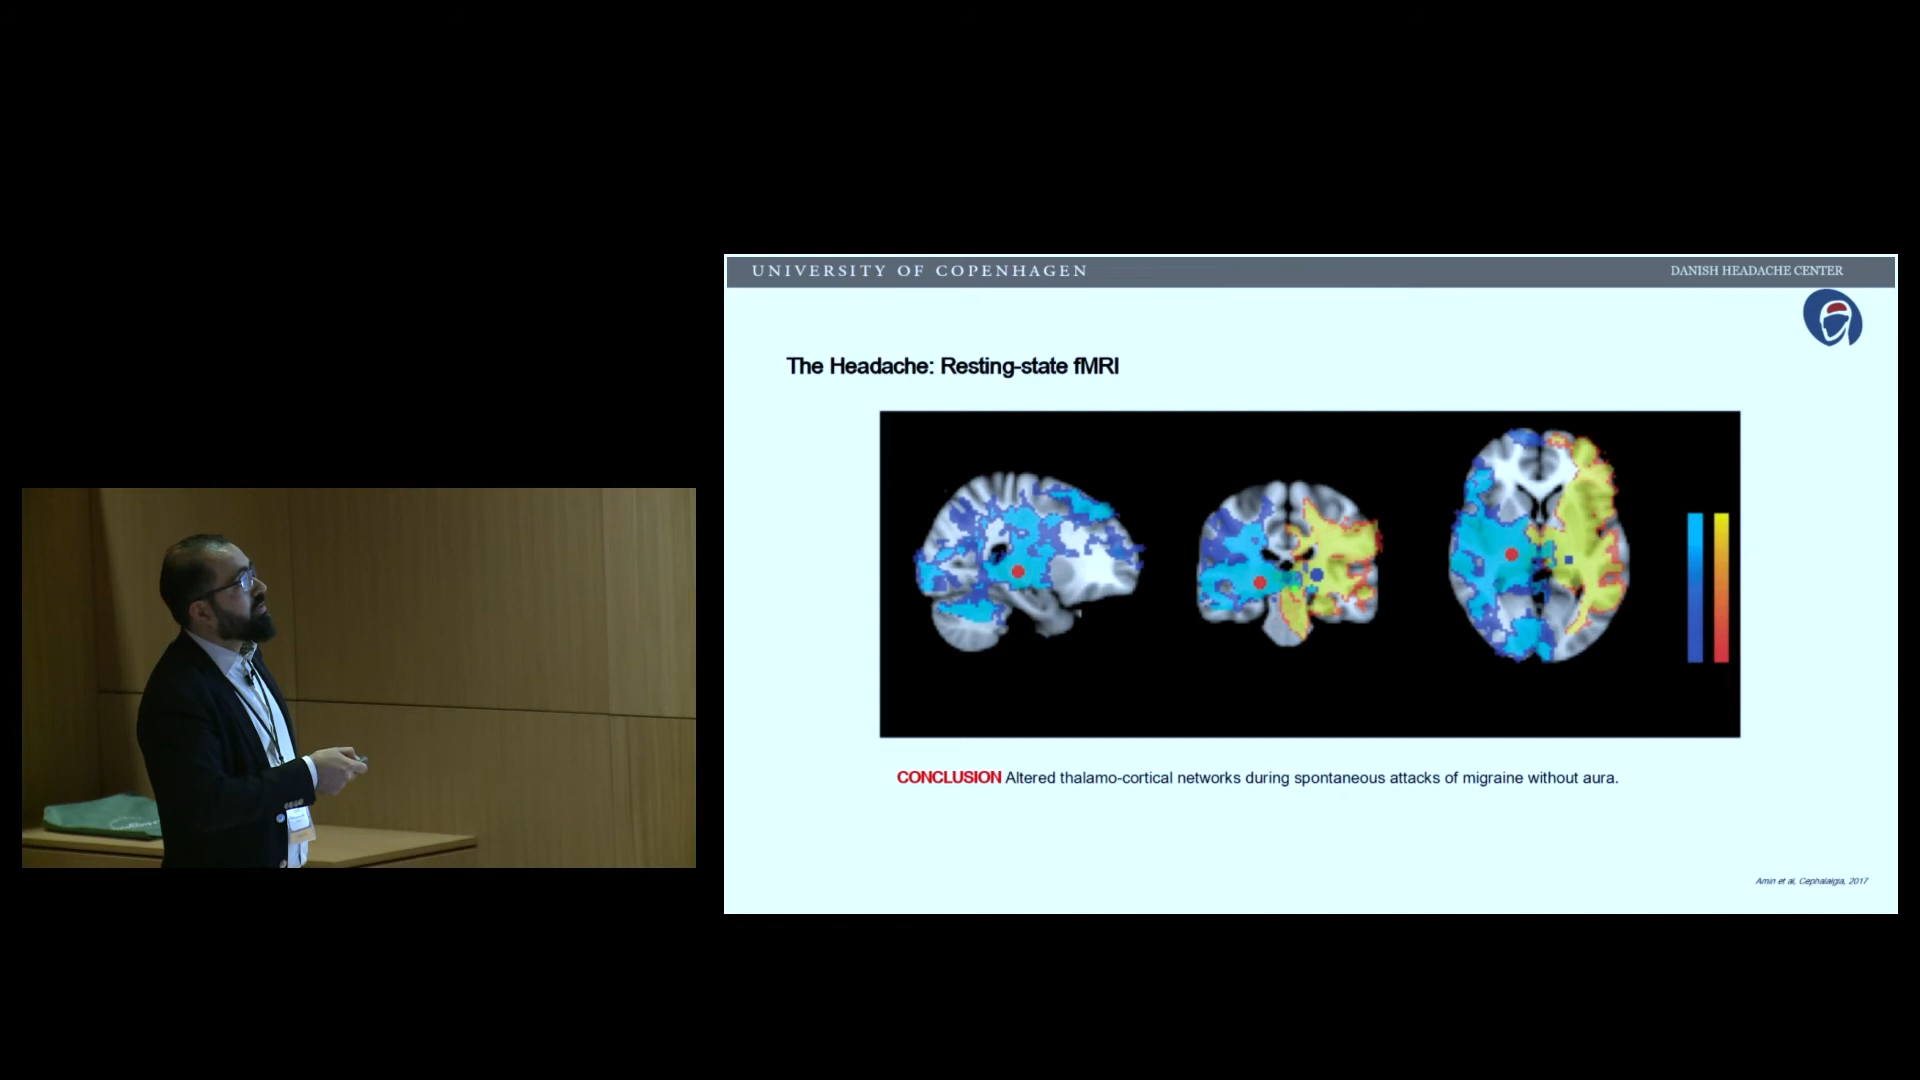 UNIVERSITY OF COPENHAGEN
DANISH HEADACHE CENTER
The Headache: Resting-state fMRI
CONCLUSION Altered thalamo-cortical networks during spontaneous attacks of migraine without aura.
Amin et al, Cephalalgia, 2017